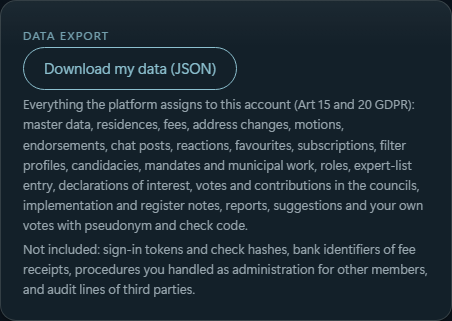 DATA EXPORT
Download my data (JSON)
Everything the platform assigns to this account (Art 15 and 20 GDPR):
master data, residences, fees, address changes, motions,
endorsements, chat posts, reactions, favourites, subscriptions, filter
profiles, candidacies, mandates and municipal work, roles, expert-list
entry, declarations of interest, votes and contributions in the councils,
implementation and register notes, reports, suggestions and your own
votes with pseudonym and check code.
Not included: sign-in tokens and check hashes, bank identifiers of fee
receipts, procedures you handled as administration for other members,
and audit lines of third parties.